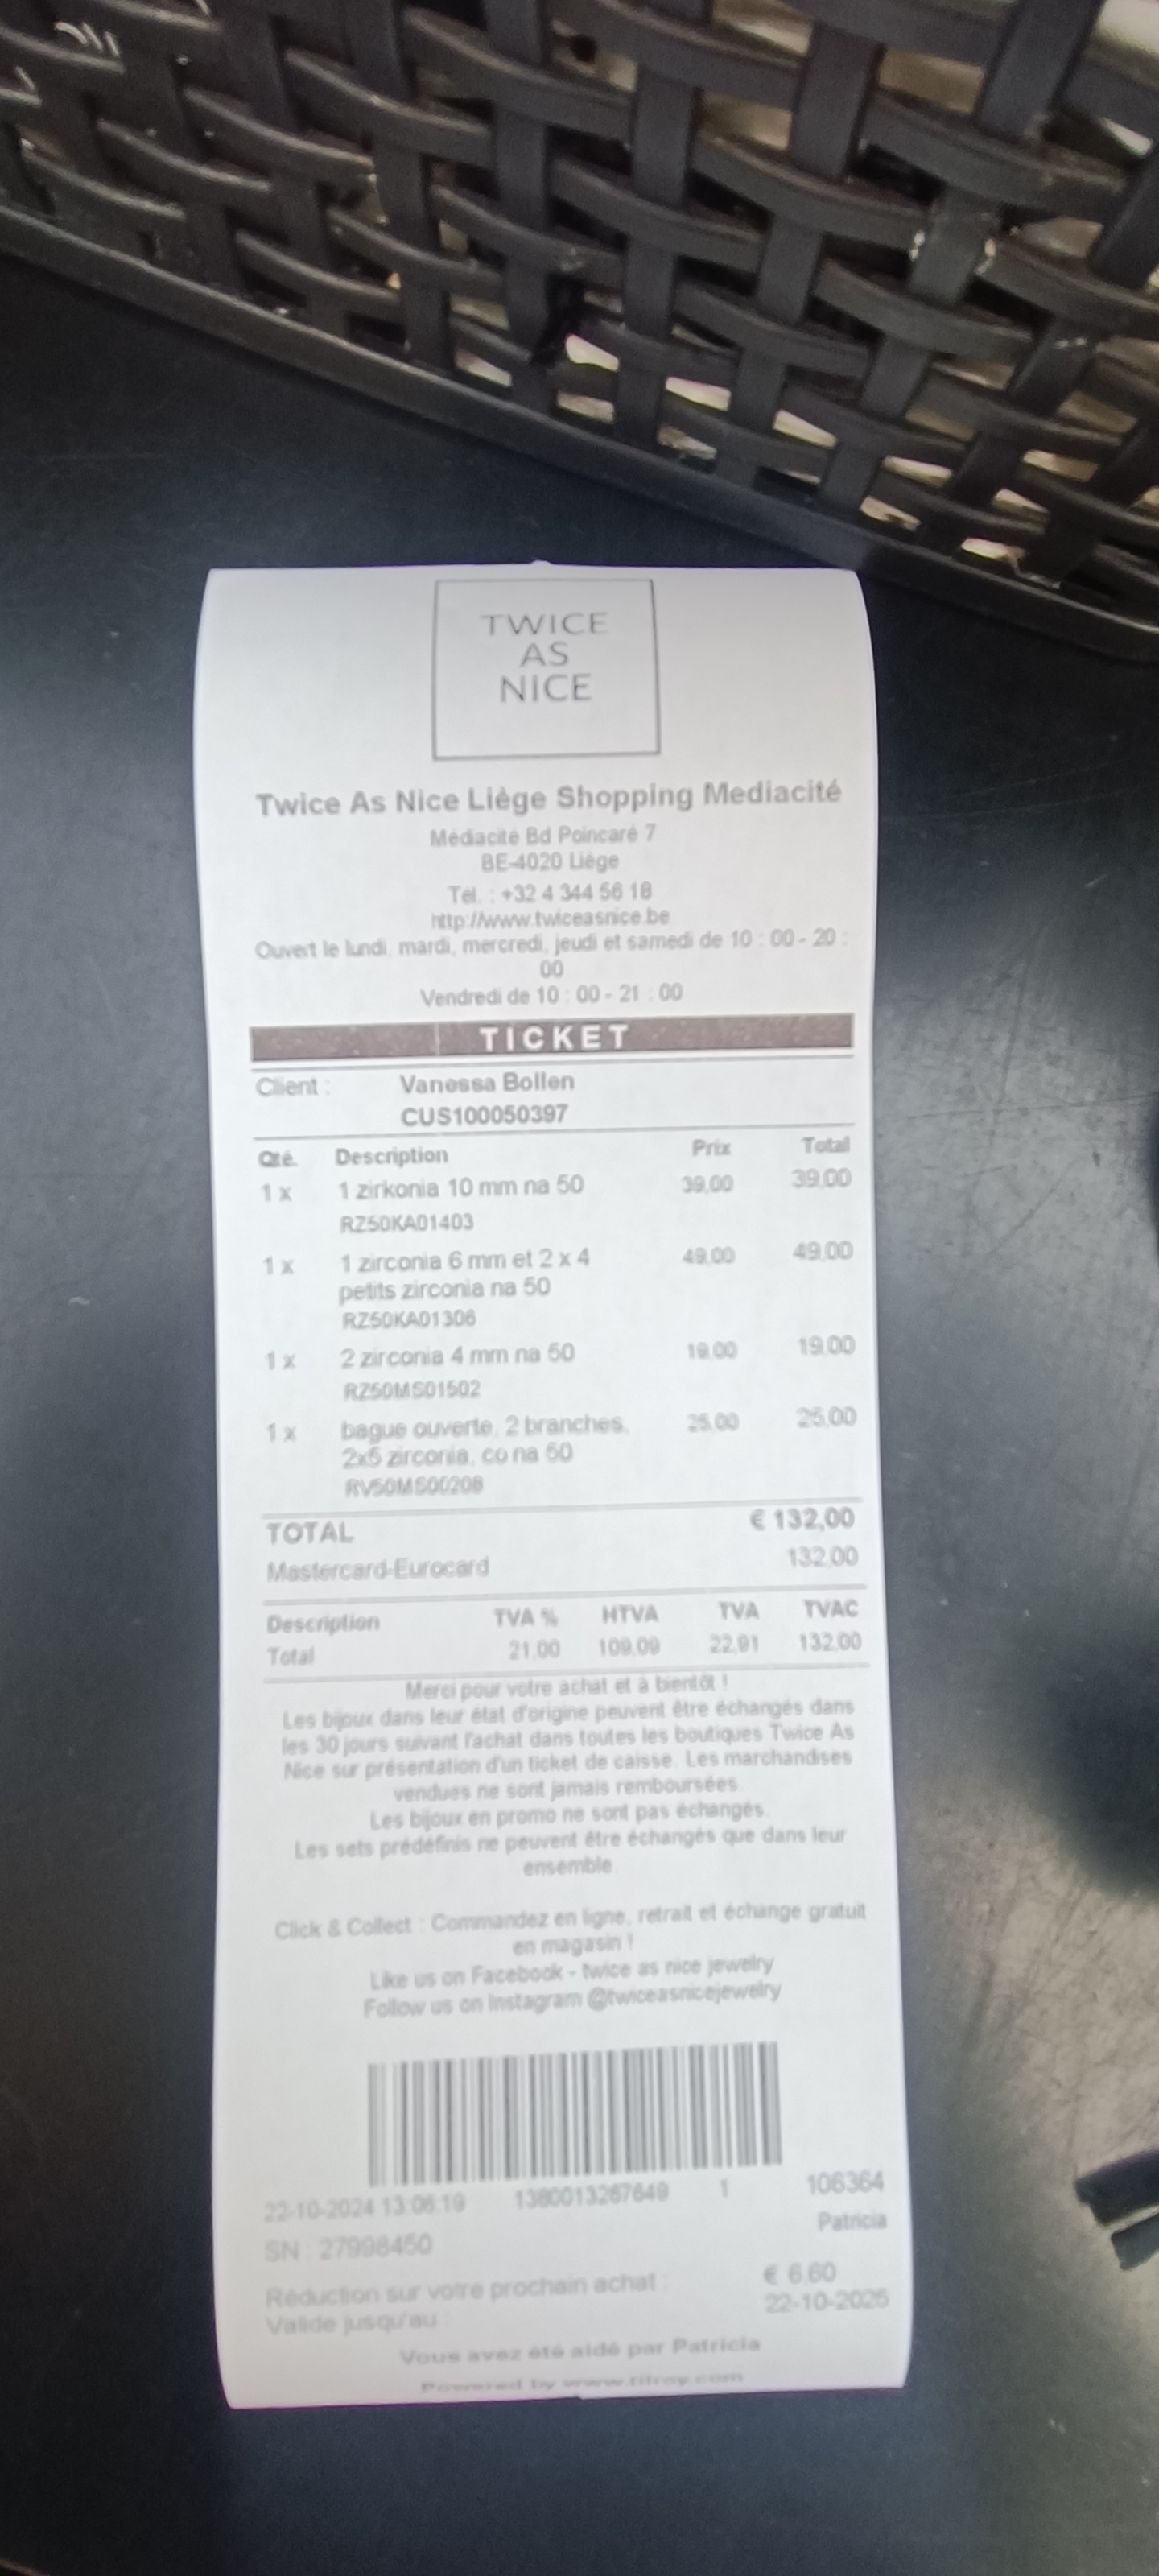 TWICE
AS
NICE
Twice As Nice Liège Shopping Mediacité
Médiacité Bd Poincaré 7
BE-4020 Liège
Tél. : +32 4 344 56 18
http://www.twiceasnice.be
Ouvert le lundi, mardi, mercredi, jeudi et samedi de 10 : 00 - 20 :
00
Vendredi de 10 : 00 - 21 : 00
TICKET
Client : Vanessa Bollen
CUS100050397
Qté. Description Prix Total
1 x 1 zirkonia 10 mm na 50 39,00 39,00
RZ50KA01403
1 x 1 zirconia 6 mm et 2 x 4 49,00 49,00
petits zirconia na 50
RZ50KA01306
1 x 2 zirconia 4 mm na 50 19,00 19,00
RZ50MS01502
1 x bague ouverte, 2 branches, 25,00 25,00
2x5 zirconia, co na 50
RV50MS00208
TOTAL € 132,00
Mastercard-Eurocard 132,00
Description TVA % HTVA TVA TVAC
Total 21,00 109,09 22,91 132,00
Merci pour votre achat et à bientôt !
Les bijoux dans leur état d'origine peuvent être échangés dans
les 30 jours suivant l'achat dans toutes les boutiques Twice As
Nice sur présentation d'un ticket de caisse. Les marchandises
vendues ne sont jamais remboursées.
Les bijoux en promo ne sont pas échangés.
Les sets prédéfinis ne peuvent être échangés que dans leur
ensemble.
Click & Collect : Commandez en ligne, retrait et échange gratuit
en magasin !
Like us on Facebook - twice as nice jewelry
Follow us on Instagram @twiceasnicejewelry
22-10-2024 13:06:19 1380013267649 1 106364
Patricia
SN : 27998450
Réduction sur votre prochain achat : € 6,60
Valide jusqu'au : 22-10-2025
Vous avez été aidé par Patricia
Powered by www.tilroy.com